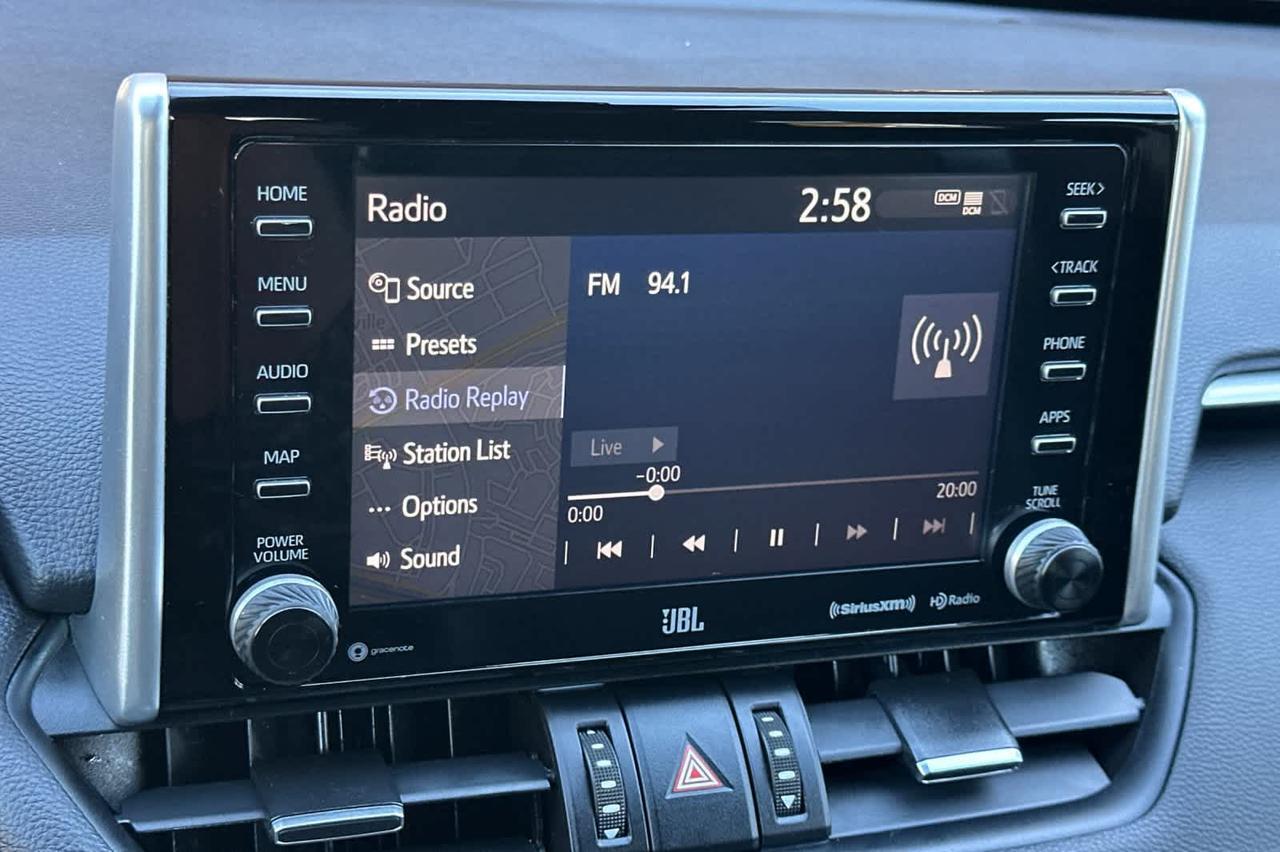 HOME
MENU
AUDIO
MAP
POWER
VOLUME
Radio
2:58
DCM
DCM
Source
Presets
Radio Replay
Station List
Options
Sound
FM 94.1
Live
-0:00
0:00
20:00
SEEK>
<TRACK
PHONE
APPS
TUNE
SCROLL
gracenote
JBL
SiriusXM
HD Radio